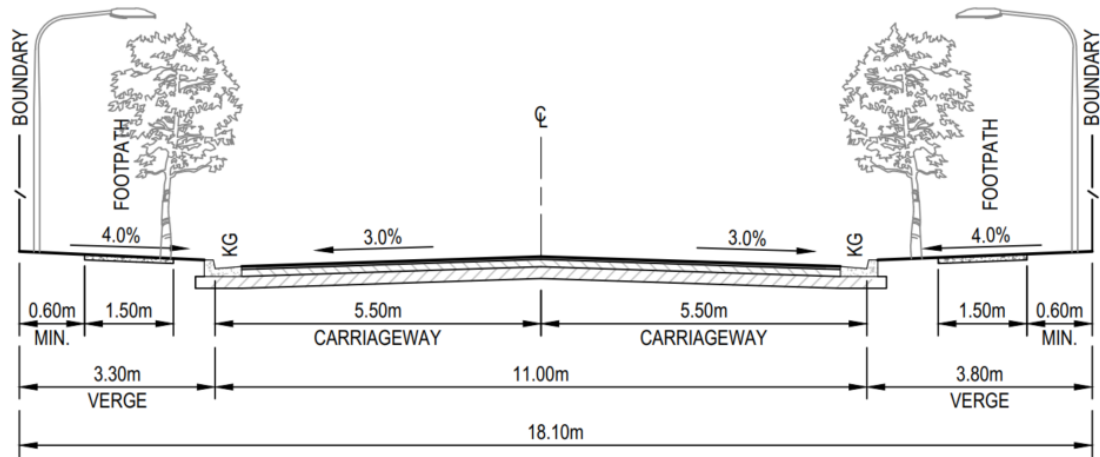 BOUNDARY
FOOTPATH
KG
℄
KG
FOOTPATH
BOUNDARY
4.0%
3.0%
3.0%
4.0%
0.60m
MIN.
1.50m
5.50m
CARRIAGEWAY
5.50m
CARRIAGEWAY
1.50m
0.60m
MIN.
3.30m
VERGE
11.00m
3.80m
VERGE
18.10m